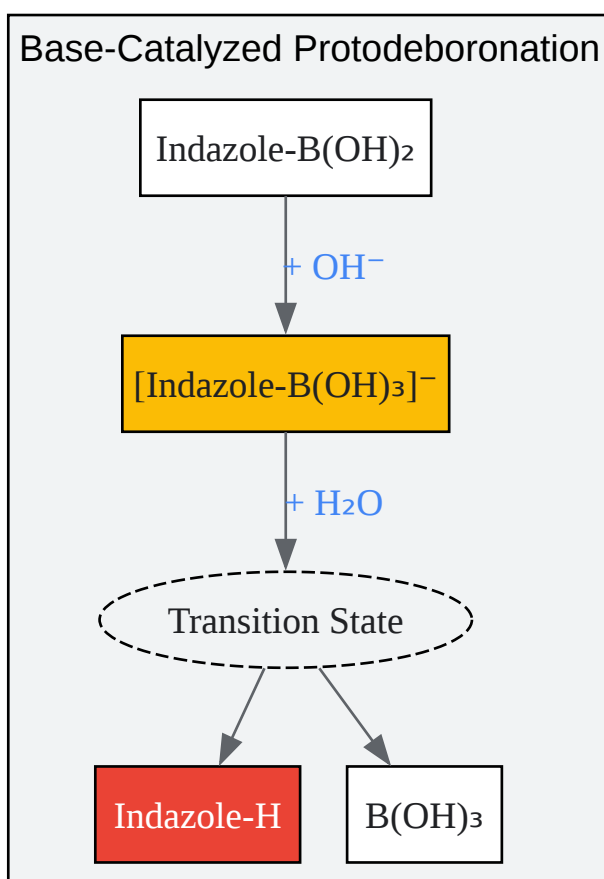 Base-Catalyzed Protodeboronation
Indazole-B(OH)₂
+ OH⁻
[Indazole-B(OH)₃]⁻
+ H₂O
Transition State
Indazole-H
B(OH)₃